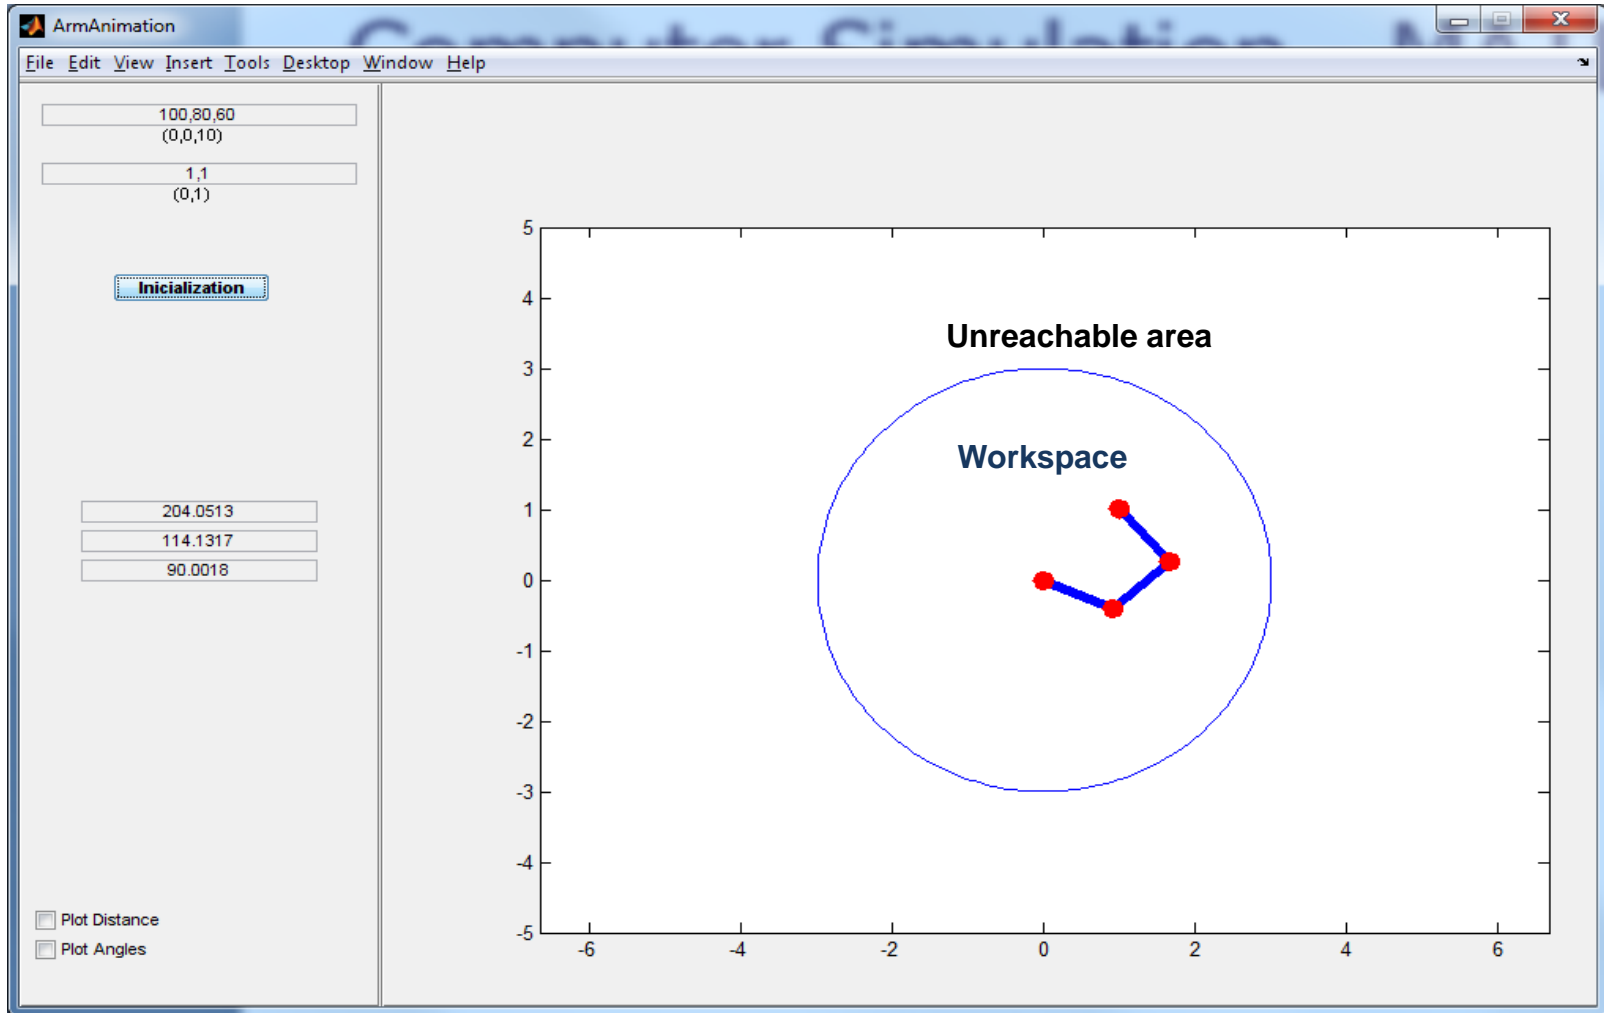 ArmAnimation
Computer Simulation
File Edit View Insert Tools Desktop Window Help
100,80,60
(0,0,10)
1,1
(0,1)
Inicialization
204.0513
114.1317
90.0018
Plot Distance
Plot Angles
Unreachable area
Workspace
5
4
3
2
1
0
-1
-2
-3
-4
-5
-6 -4 -2 0 2 4 6